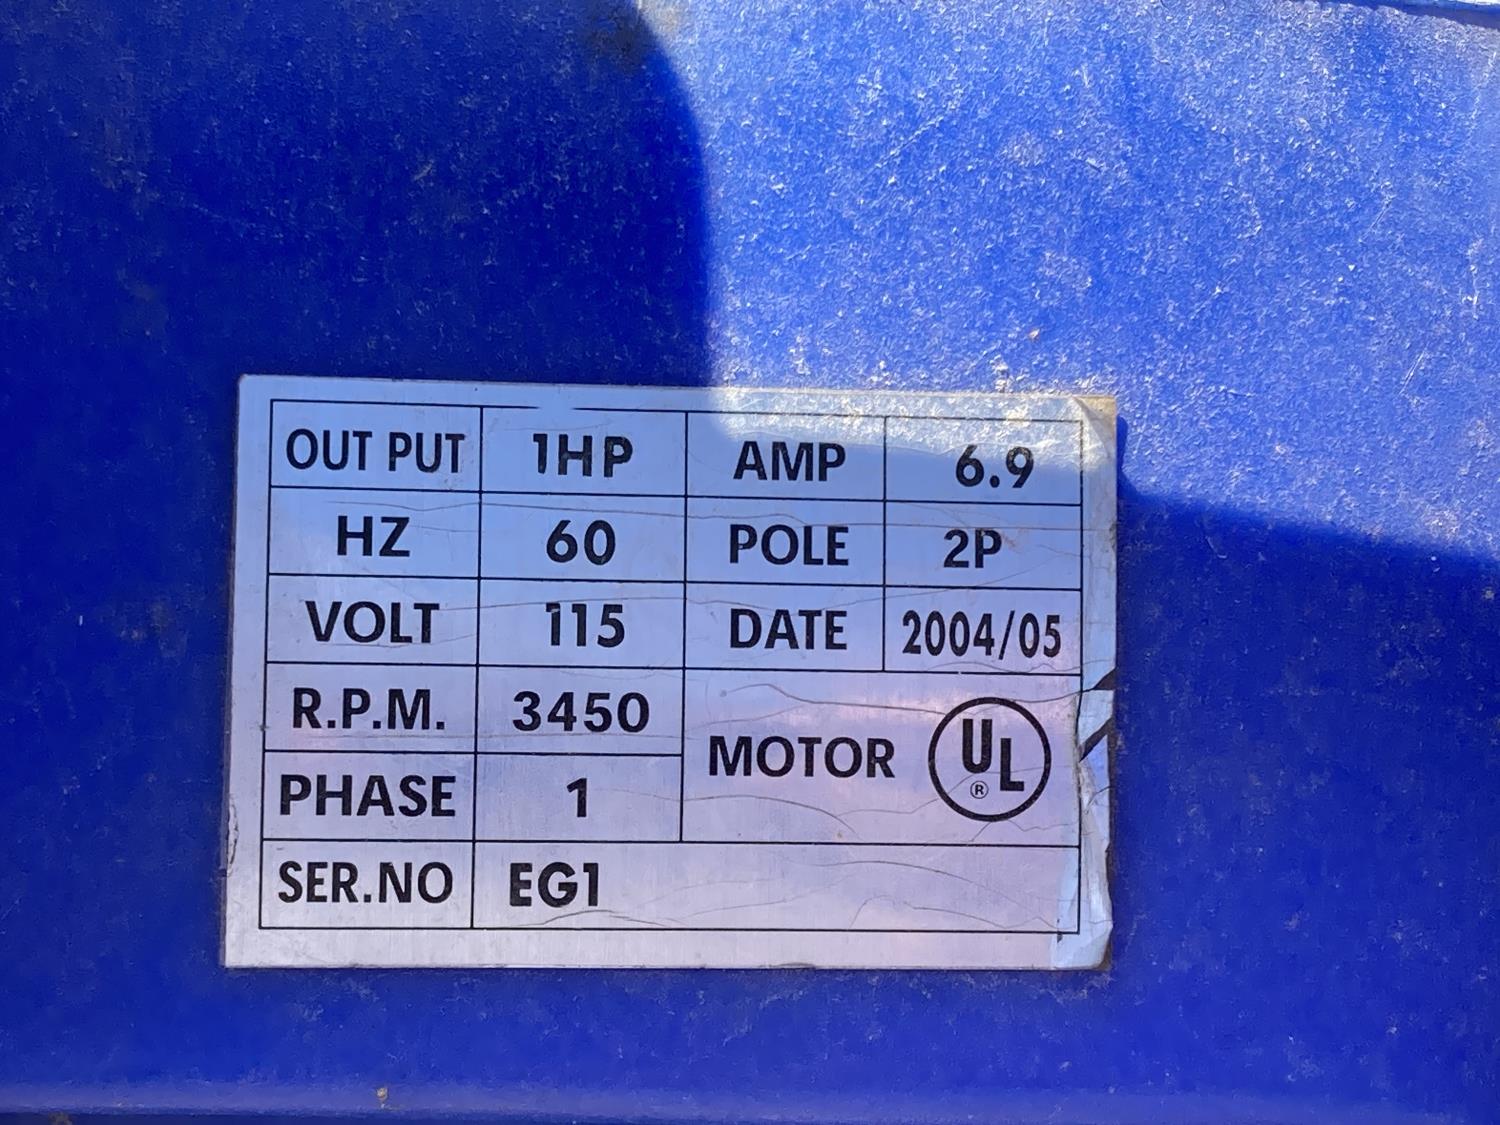 OUT PUT 1HP AMP 6.9
HZ 60 POLE 2P
VOLT 115 DATE 2004/05
R.P.M. 3450
MOTOR UL ®
PHASE 1
SER.NO EG1